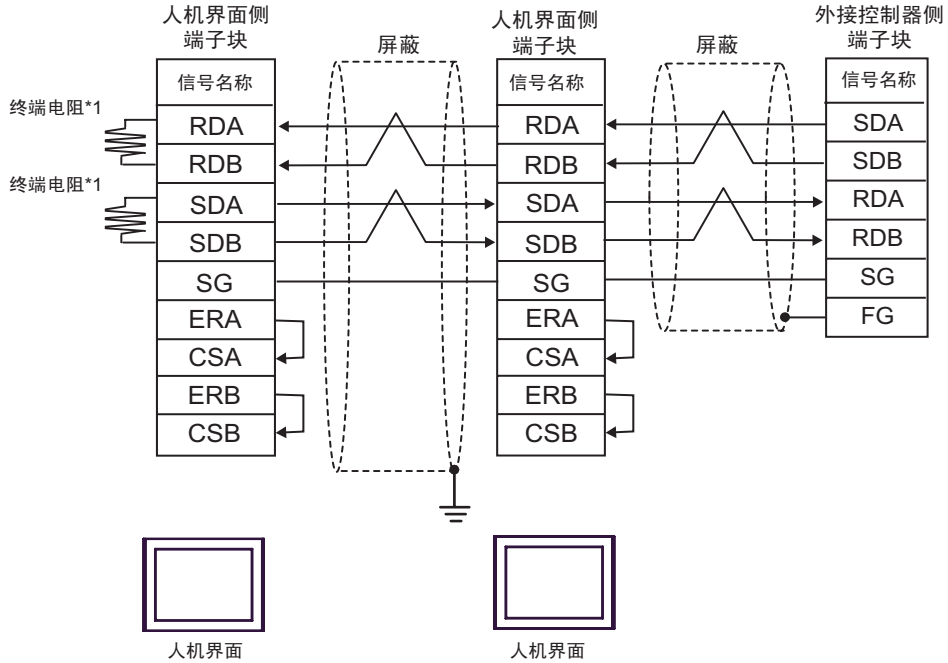 人机界面侧
端子块
屏蔽
人机界面侧
端子块
屏蔽
外接控制器侧
端子块
终端电阻*1
终端电阻*1
信号名称
RDA
RDB
SDA
SDB
SG
ERA
CSA
ERB
CSB
信号名称
RDA
RDB
SDA
SDB
SG
ERA
CSA
ERB
CSB
信号名称
SDA
SDB
RDA
RDB
SG
FG
人机界面
人机界面